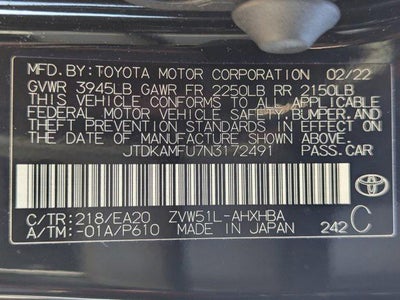 MFD.BY:TOYOTA MOTOR CORPORATION 02/22
GVWR 3945LB GAWR FR 2250LB RR 2150LB
THIS VEHICLE CONFORMS TO ALL APPLICABLE
FEDERAL MOTOR VEHICLE SAFETY,BUMPER,AND
THEFT PREVENTION STANDARDS IN EFFECT ON
THE DATE OF MANUFACTURE SHOWN ABOVE.
JTDKAMFU7N3172491 PASS.CAR
TOYOTA
C/TR:218/EA20 ZVW51L-AHXHBA
A/TM:-01A/P610 MADE IN JAPAN 242 C